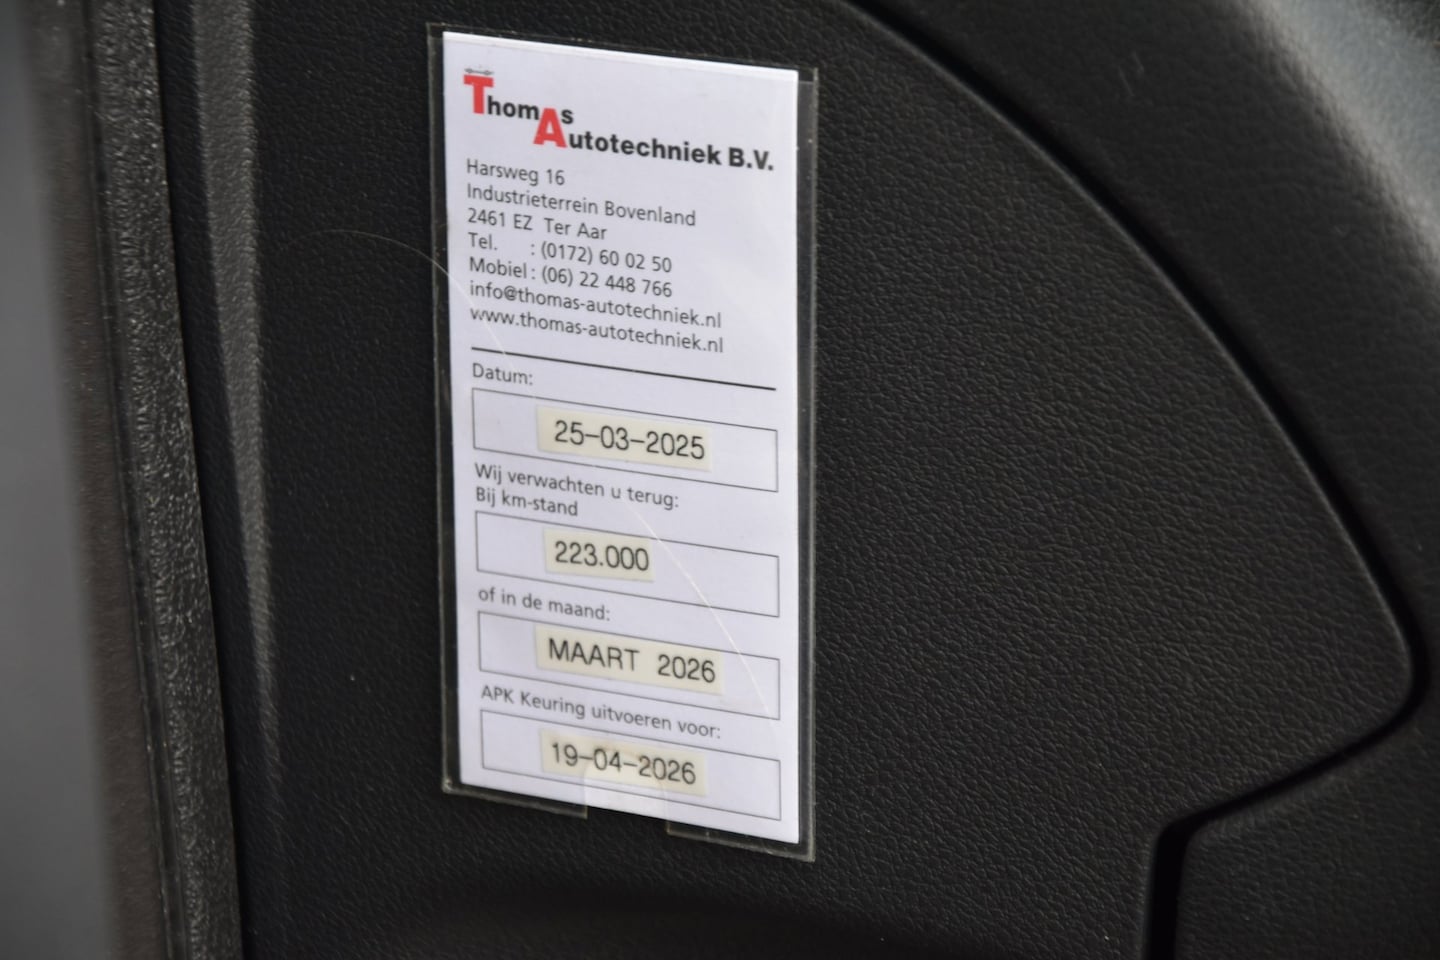 ThomAs
Autotechniek B.V.
Harsweg 16
Industrieterrein Bovenland
2461 EZ Ter Aar
Tel. : (0172) 60 02 50
Mobiel : (06) 22 448 766
info@thomas-autotechniek.nl
www.thomas-autotechniek.nl
Datum:
25-03-2025
Wij verwachten u terug:
Bij km-stand
223.000
of in de maand:
MAART 2026
APK Keuring uitvoeren voor:
19-04-2026